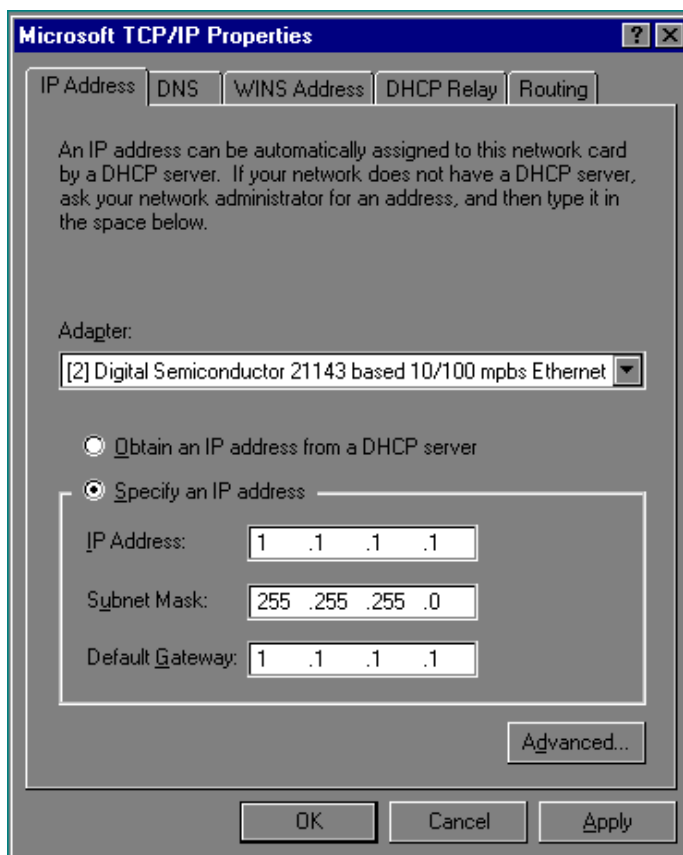 Microsoft TCP/IP Properties
IP Address DNS WINS Address DHCP Relay Routing
An IP address can be automatically assigned to this network card
by a DHCP server. If your network does not have a DHCP server,
ask your network administrator for an address, and then type it in
the space below.
Adapter:
[2] Digital Semiconductor 21143 based 10/100 mpbs Ethernet
Obtain an IP address from a DHCP server
Specify an IP address
IP Address: 1 .1 .1 .1
Subnet Mask: 255 .255 .255 .0
Default Gateway: 1 .1 .1 .1
Advanced...
OK Cancel Apply